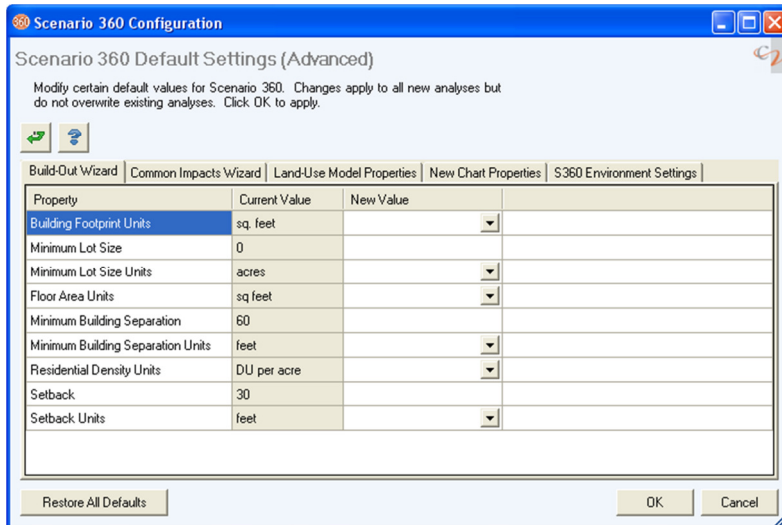 360 Scenario 360 Configuration
Scenario 360 Default Settings (Advanced)
Modify certain default values for Scenario 360. Changes apply to all new analyses but
do not overwrite existing analyses. Click OK to apply.
Build-Out Wizard Common Impacts Wizard Land-Use Model Properties New Chart Properties S360 Environment Settings
Property Current Value New Value
Building Footprint Units sq. feet
Minimum Lot Size 0
Minimum Lot Size Units acres
Floor Area Units sq feet
Minimum Building Separation 60
Minimum Building Separation Units feet
Residential Density Units DU per acre
Setback 30
Setback Units feet
Restore All Defaults OK Cancel